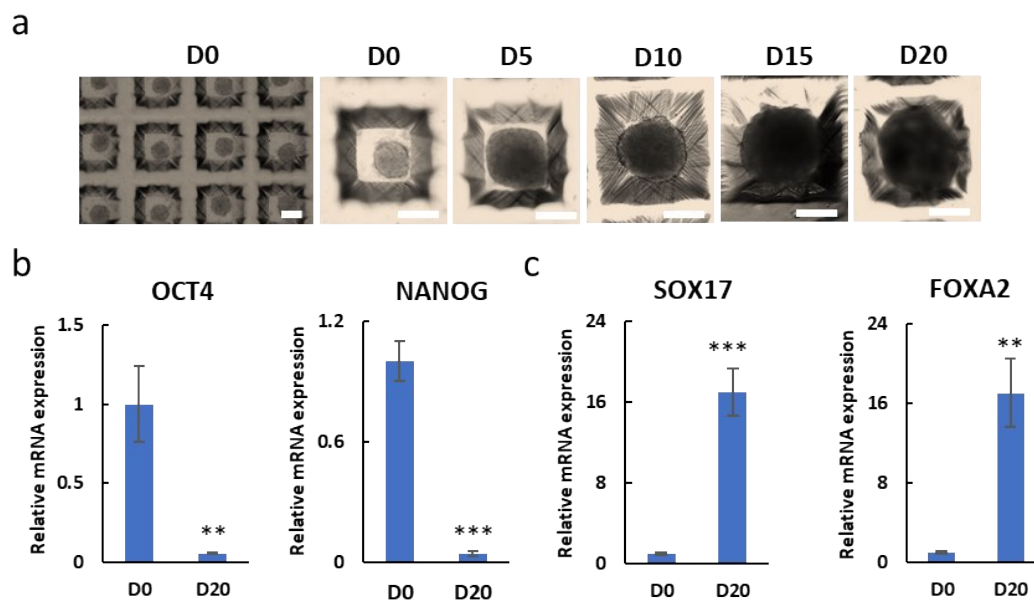 a
D0 D0 D5 D10 D15 D20
b
c
OCT4
NANOG
SOX17
FOXA2
Relative mRNA expression
1.5
1
0.5
0
**
D0 D20
Relative mRNA expression
1.2
0.6
0
***
D0 D20
Relative mRNA expression
24
16
8
0
***
D0 D20
Relative mRNA expression
24
16
8
0
**
D0 D20